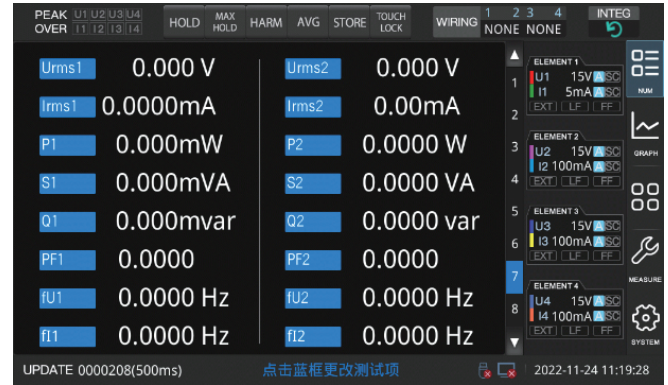 PEAK U1 U2 U3 U4
OVER I1 I2 I3 I4
HOLD
MAX HOLD
HARM
AVG
STORE
TOUCH LOCK
WIRING
1 2 3 4
NONE NONE
INTEG
Urms1 0.000 V
Urms2 0.000 V
Irms1 0.0000mA
Irms2 0.00mA
P1 0.000mW
P2 0.0000 W
S1 0.000mVA
S2 0.0000 VA
Q1 0.000mvar
Q2 0.0000 var
PF1 0.0000
PF2 0.0000
fU1 0.0000 Hz
fU2 0.0000 Hz
fI1 0.0000 Hz
fI2 0.0000 Hz
1
2
3
4
5
6
7
8
ELEMENT 1
U1 15V A SC
I1 5mA A SC
EXT LF FF
ELEMENT 2
U2 15V A SC
I2 100mA A SC
EXT LF FF
ELEMENT 3
U3 15V A SC
I3 100mA A SC
EXT LF FF
ELEMENT 4
U4 15V A SC
I4 100mA A SC
EXT LF FF
NUM
GRAPH
MEASURE
SYSTEM
UPDATE 0000208(500ms)
点击蓝框更改测试项
2022-11-24 11:19:28